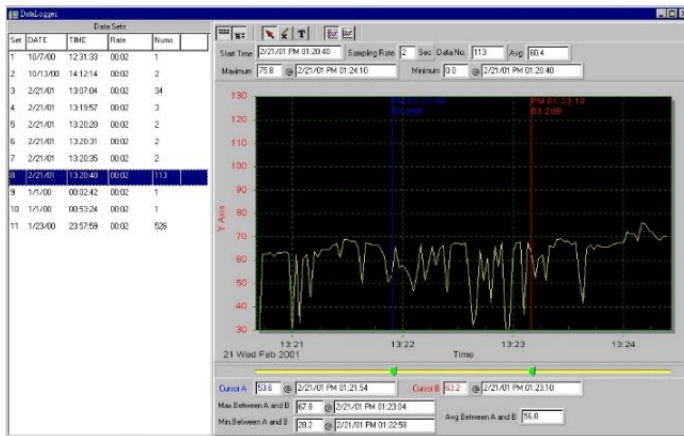 DataLogger
Data Sets
Set DATE TIME Rate Nums
1 10/7/00 12:31:33 00:02 1
2 10/13/00 14:12:14 00:02 2
3 2/21/01 13:07:04 00:02 34
4 2/21/01 13:19:57 00:02 3
5 2/21/01 13:20:20 00:02 2
6 2/21/01 13:20:31 00:02 2
7 2/21/01 13:20:35 00:02 2
8 2/21/01 13:20:40 00:02 113
9 1/1/00 00:02:42 00:02 1
10 1/1/00 00:53:24 00:02 1
11 1/23/00 23:57:59 00:02 526
T
Start Time 2/21/01 PM 01:20:40 Sampling Rate 2 Sec Data No. 113 Avg 60.4
Maximum 75.8 @ 2/21/01 PM 01:24:10 Minimum 0.0 @ 2/21/01 PM 01:20:40
PM 01:21:54 PM 01:23:10
63.2dB
130
120
110
100
90
80
70
60
50
40
30
Y Axis
13:21 13:22 13:23 13:24
21 Wed Feb 2001 Time
Cursor A 53.6 @ 2/21/01 PM 01:21:54 Cursor B 63.2 @ 2/21/01 PM 01:23:10
Max.Between A and B 67.8 @ 2/21/01 PM 01:23:04
Min.Between A and B 28.2 @ 2/21/01 PM 01:22:58
Avg Between A and B 56.0